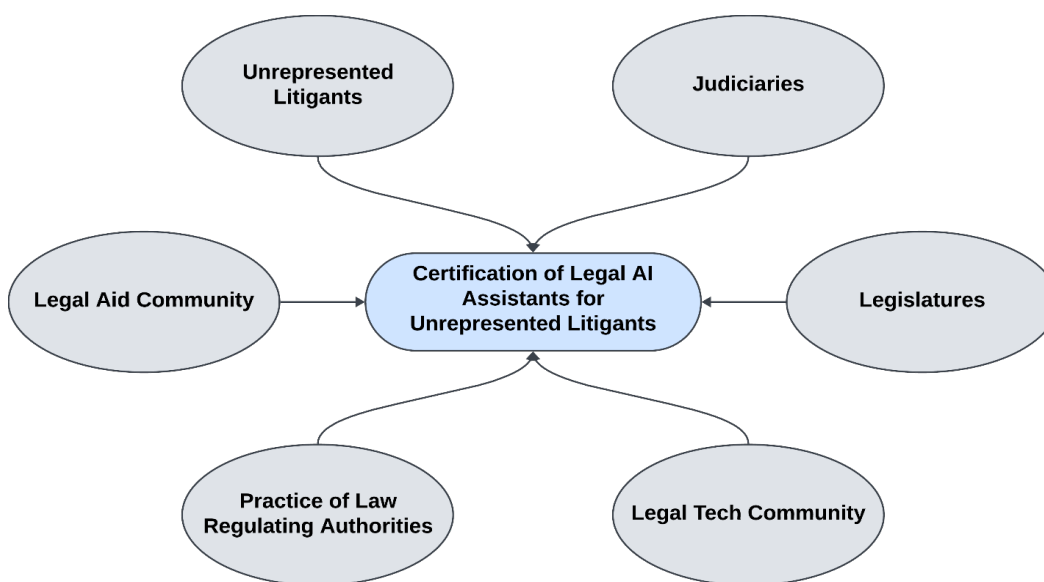 Unrepresented
Litigants
Judiciaries
Certification of Legal AI
Assistants for
Unrepresented Litigants
Legal Aid Community
Legislatures
Practice of Law
Regulating Authorities
Legal Tech Community